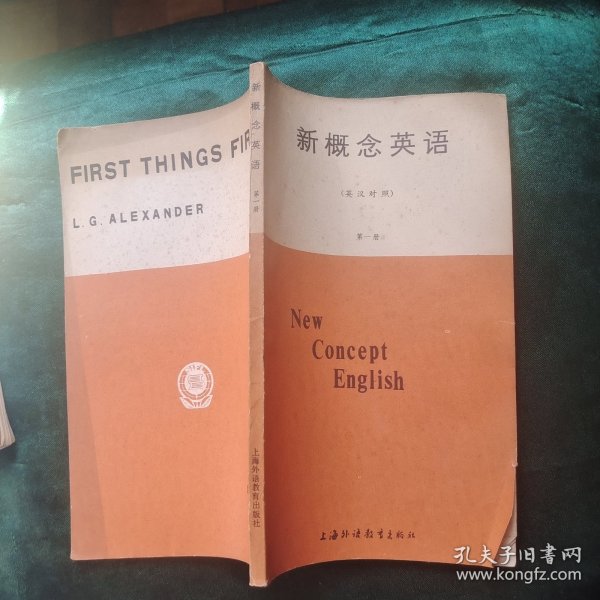 FIRST THINGS FIR
L. G. ALEXANDER
新概念英语
第一册
上海外语教育出版社
新概念英语
(英汉对照)
第一册
New
Concept
English
上海外语教育出版社
孔夫子旧书网
www.kongfz.com